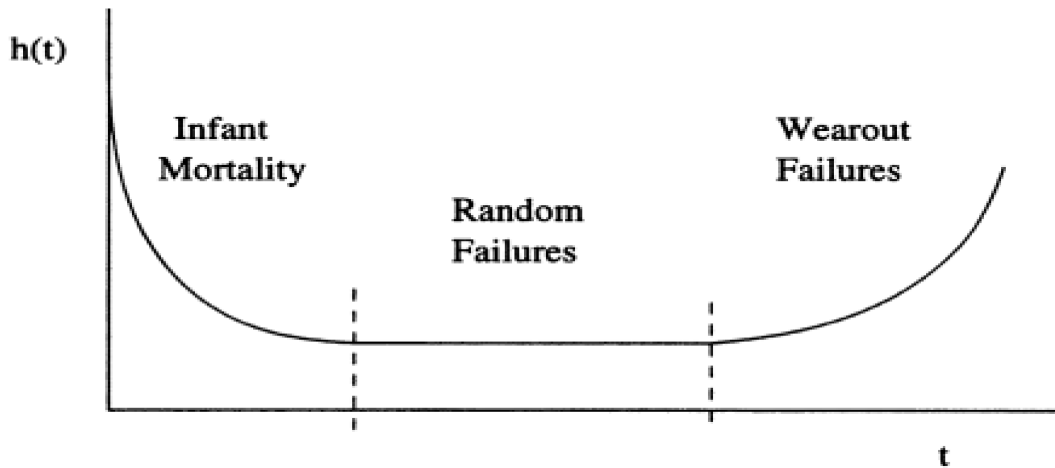 h(t)
Infant
Mortality
Random
Failures
Wearout
Failures
t